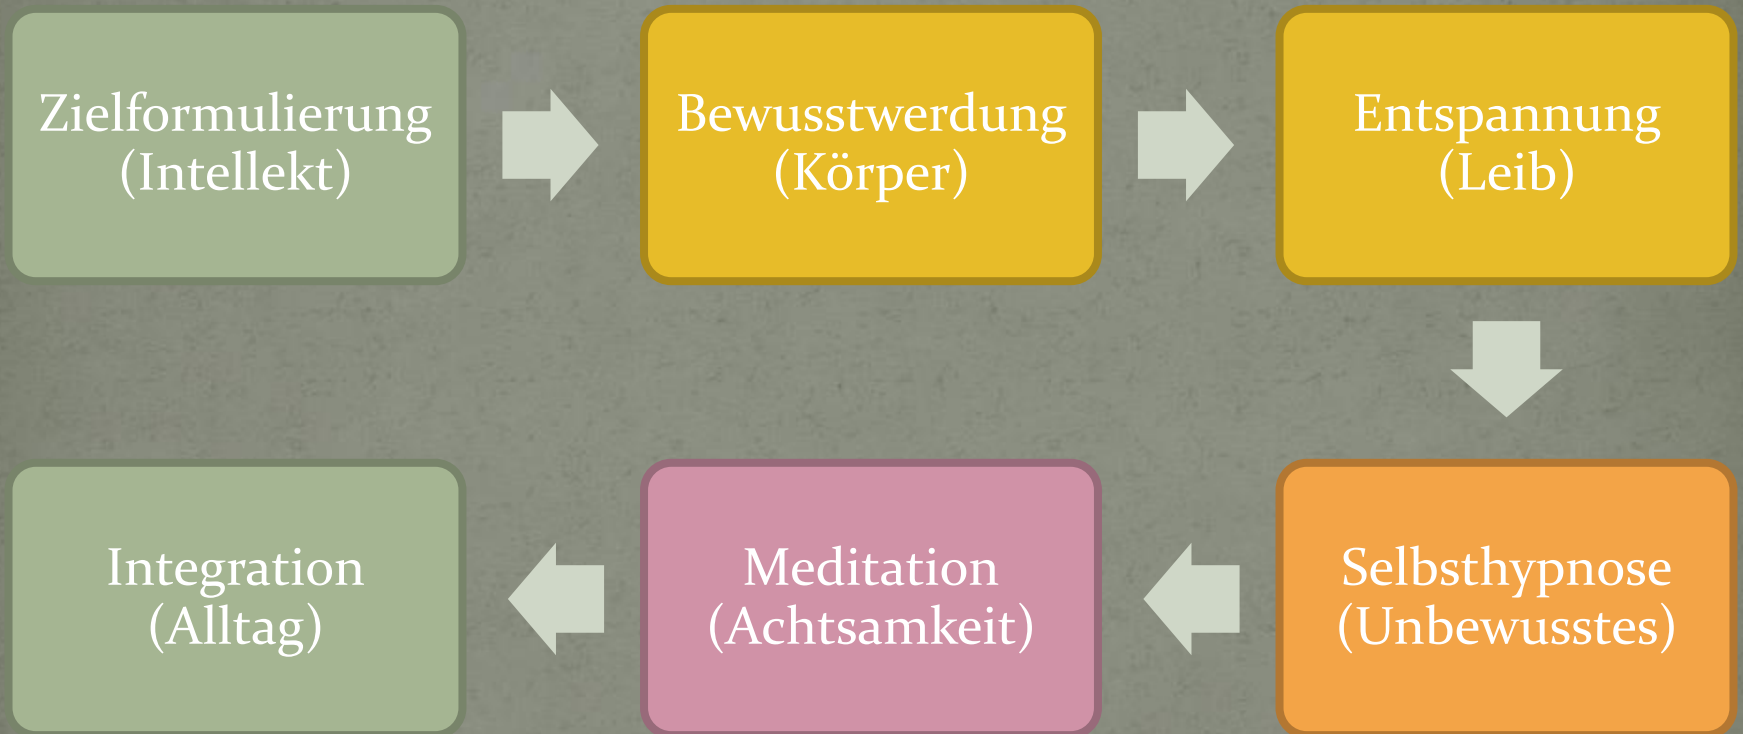 Zielformulierung
(Intellekt)
Bewusstwerdung
(Körper)
Entspannung
(Leib)
Selbsthypnose
(Unbewusstes)
Meditation
(Achtsamkeit)
Integration
(Alltag)